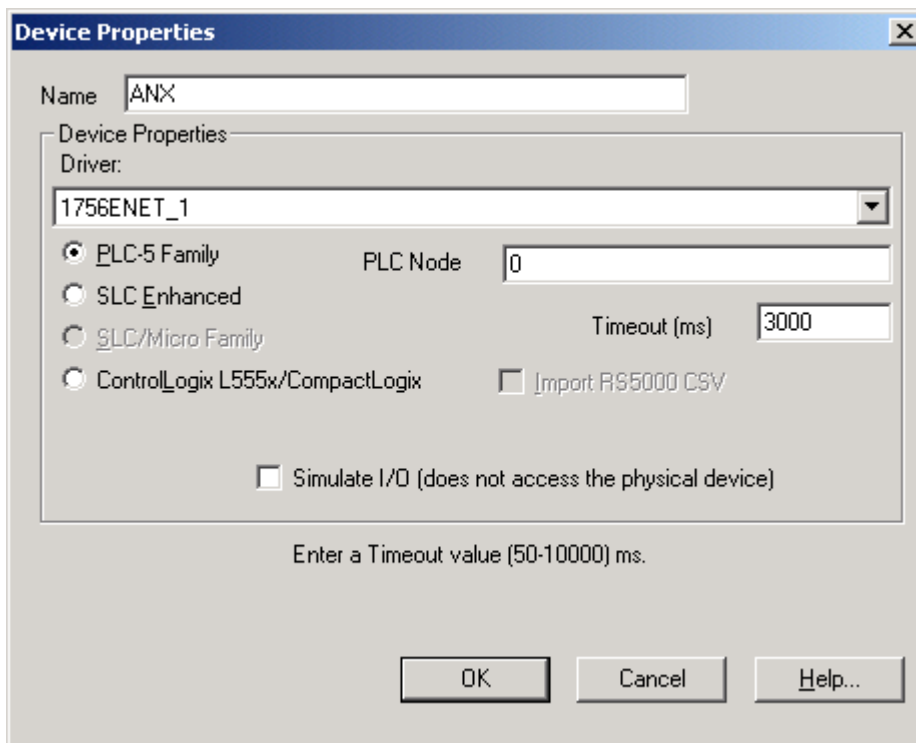 Device Properties
Name ANX
Device Properties
Driver:
1756ENET_1
PLC-5 Family
PLC Node 0
SLC Enhanced
Timeout (ms) 3000
SLC/Micro Family
ControlLogix L555x/CompactLogix
Import RS5000 CSV
Simulate I/O (does not access the physical device)
Enter a Timeout value (50-10000) ms.
OK Cancel Help...